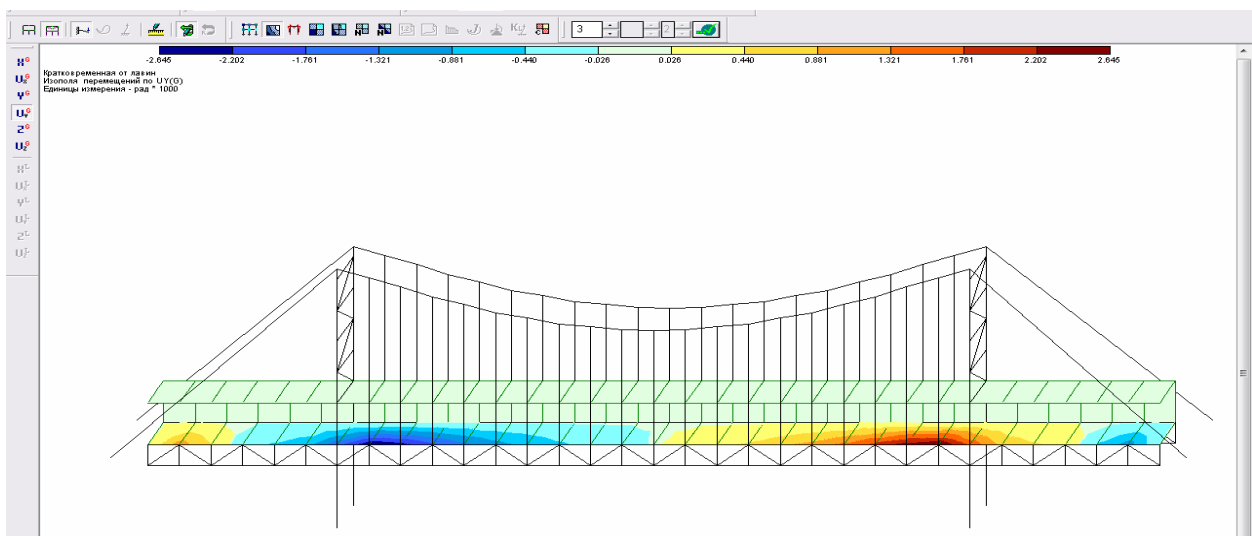 3
2
-2.645 -2.202 -1.761 -1.321 -0.881 -0.440 -0.026 0.026 0.440 0.881 1.321 1.761 2.202 2.645
Кратковременная от лавин
Изополя перемещений по UY(G)
Единицы измерения - рад * 1000